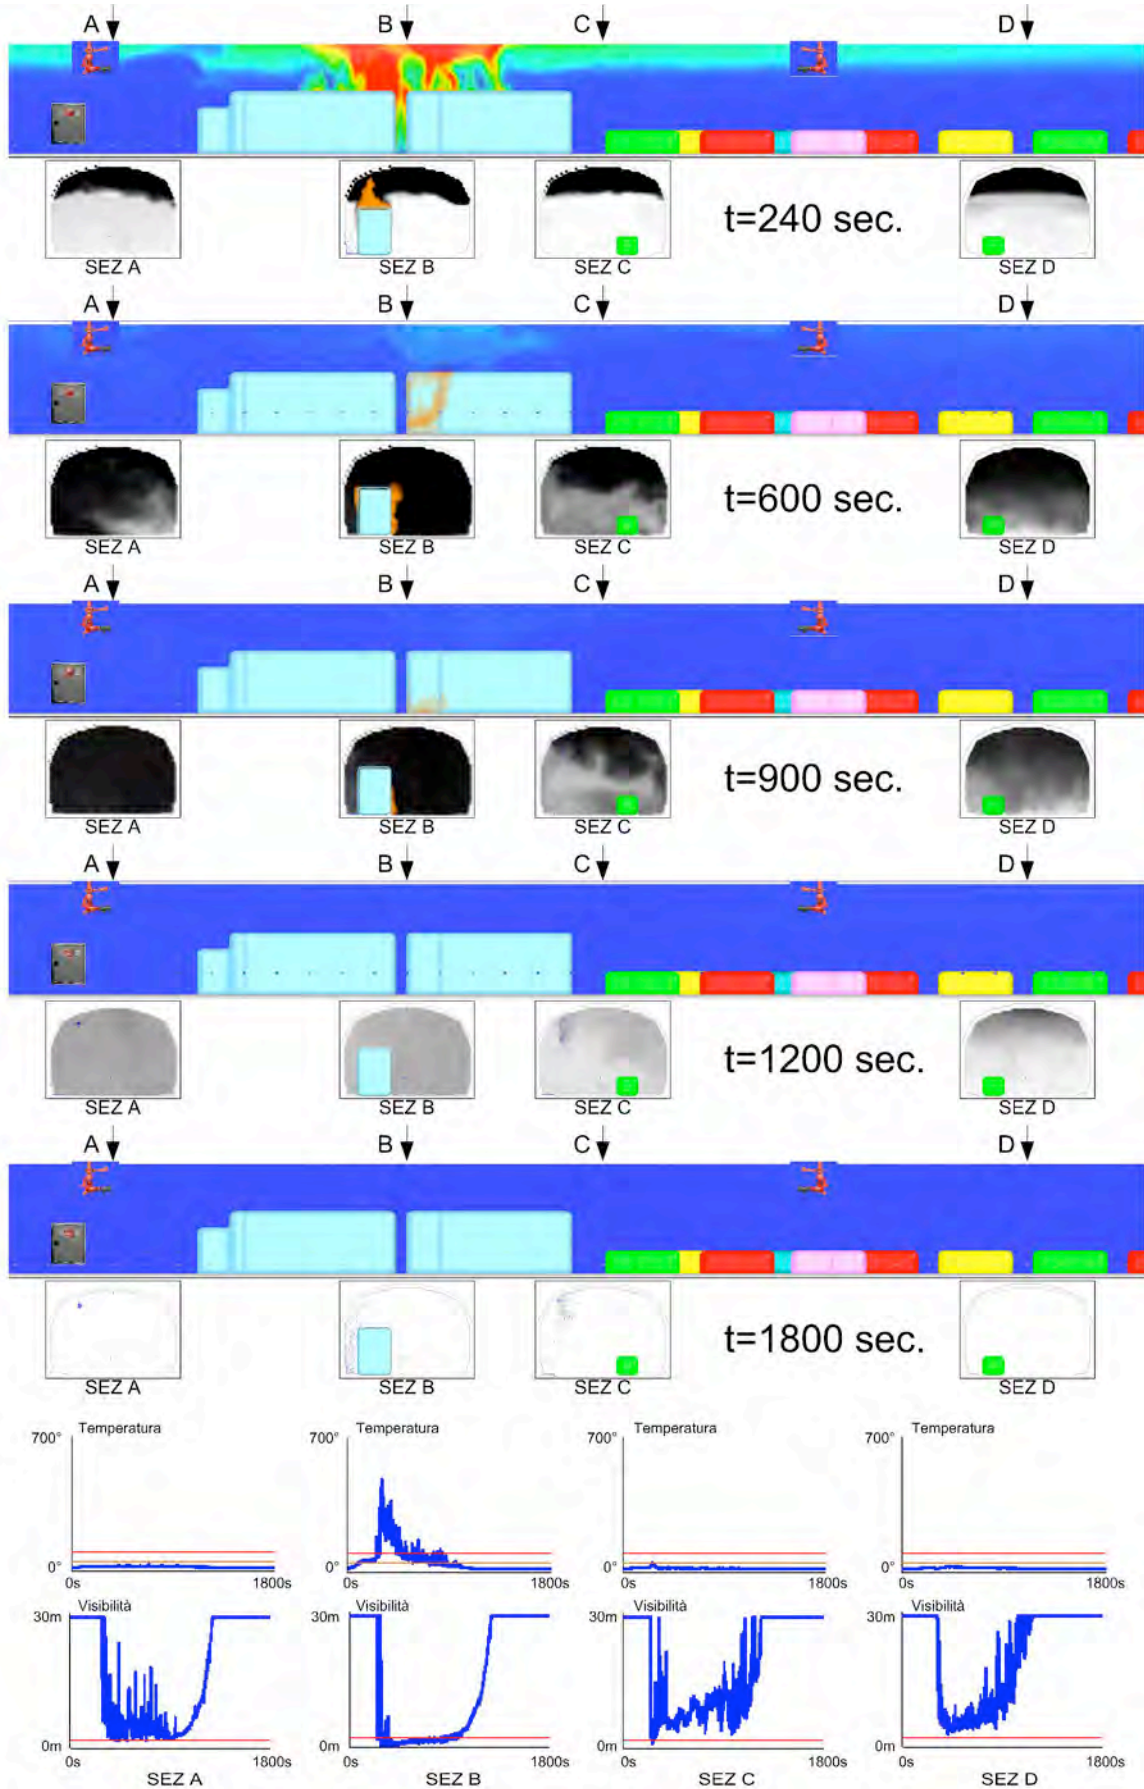 A B C D
t=240 sec.
SEZ A SEZ B SEZ C SEZ D
A B C D
t=600 sec.
SEZ A SEZ B SEZ C SEZ D
A B C D
t=900 sec.
SEZ A SEZ B SEZ C SEZ D
A B C D
t=1200 sec.
SEZ A SEZ B SEZ C SEZ D
A B C D
t=1800 sec.
SEZ A SEZ B SEZ C SEZ D
Temperatura Temperatura Temperatura Temperatura
700° 700° 700° 700°
0° 0° 0° 0°
0s 1800s 0s 1800s 0s 1800s 0s 1800s
Visibilità Visibilità Visibilità Visibilità
30m 30m 30m 30m
0m 0m 0m 0m
0s 1800s 0s 1800s 0s 1800s 0s 1800s
SEZ A SEZ B SEZ C SEZ D